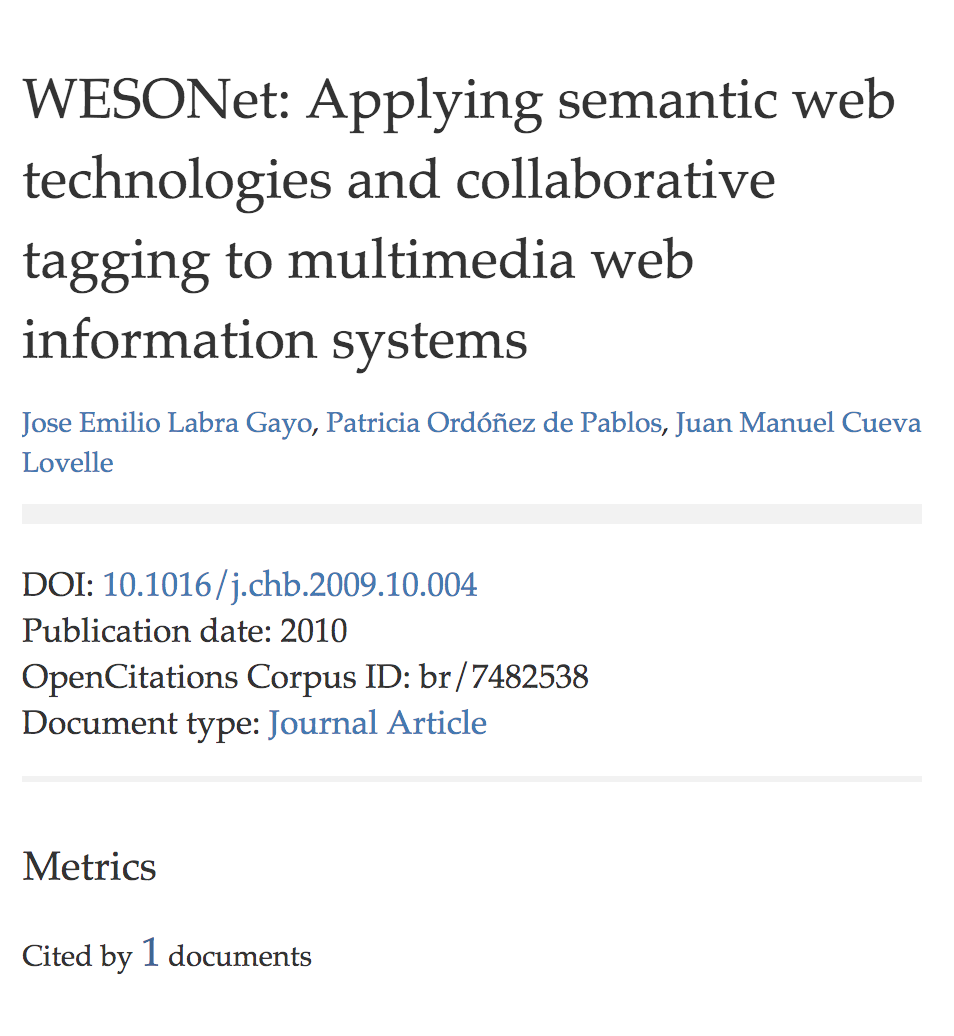 WESONet: Applying semantic web
technologies and collaborative
tagging to multimedia web
information systems
Jose Emilio Labra Gayo, Patricia Ordóñez de Pablos, Juan Manuel Cueva
Lovelle
DOI: 10.1016/j.chb.2009.10.004
Publication date: 2010
OpenCitations Corpus ID: br/7482538
Document type: Journal Article
Metrics
Cited by 1 documents